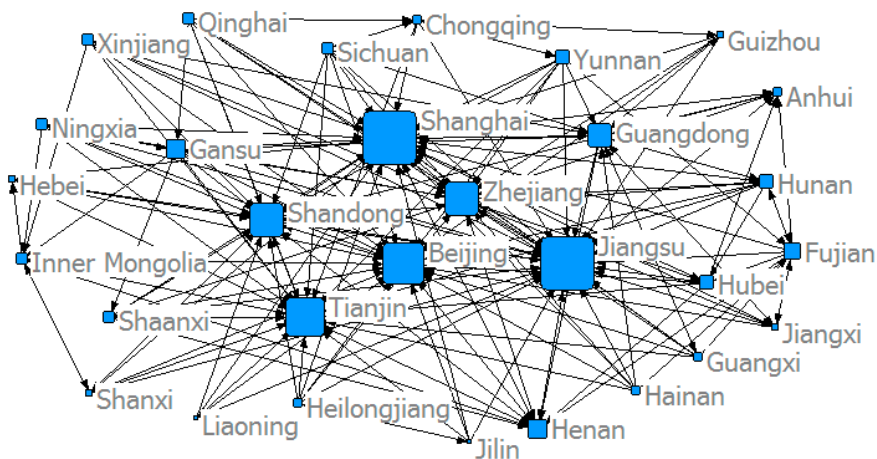 Qinghai
Chongqing
Xinjiang
Sichuan
Yunnan
Guizhou
Anhui
Shanghai
Guangdong
Ningxia
Gansu
Hebei
Zhejiang
Hunan
Shandong
Beijing
Jiangsu
Fujian
Inner Mongolia
Hubei
Tianjin
Shaanxi
Jiangxi
Guangxi
Shanxi
Hainan
Heilongjiang
Liaoning
Henan
Jilin